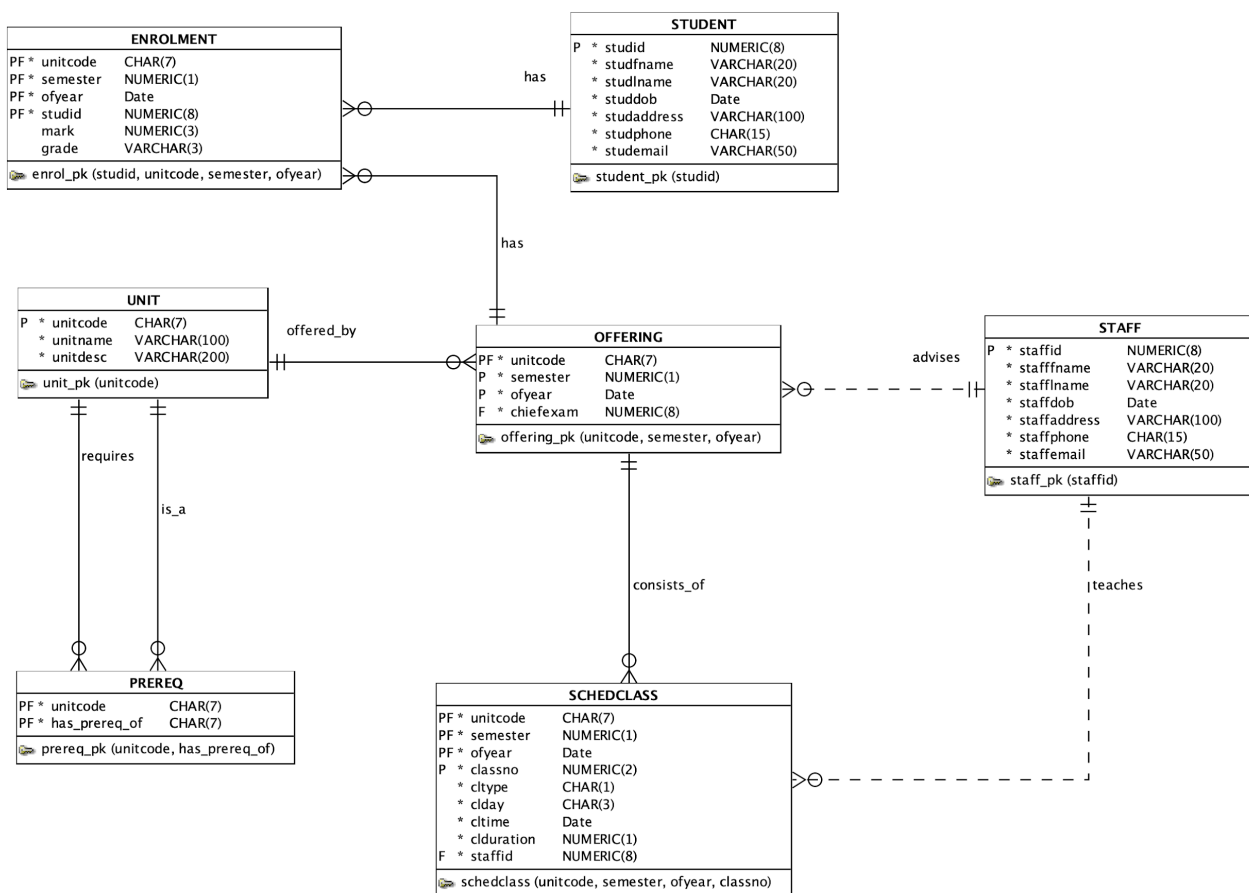 ENROLMENT
PF * unitcode CHAR(7)
PF * semester NUMERIC(1)
PF * ofyear Date
PF * studid NUMERIC(8)
mark NUMERIC(3)
grade VARCHAR(3)
enrol_pk (studid, unitcode, semester, ofyear)
has
STUDENT
P * studid NUMERIC(8)
* studfname VARCHAR(20)
* studlname VARCHAR(20)
* studdob Date
* studaddress VARCHAR(100)
* studphone CHAR(15)
* studemail VARCHAR(50)
student_pk (studid)
has
UNIT
P * unitcode CHAR(7)
* unitname VARCHAR(100)
* unitdesc VARCHAR(200)
unit_pk (unitcode)
offered_by
OFFERING
PF * unitcode CHAR(7)
P * semester NUMERIC(1)
P * ofyear Date
F * chiefexam NUMERIC(8)
offering_pk (unitcode, semester, ofyear)
advises
STAFF
P * staffid NUMERIC(8)
* stafffname VARCHAR(20)
* stafflname VARCHAR(20)
* staffdob Date
* staffaddress VARCHAR(100)
* staffphone CHAR(15)
* staffemail VARCHAR(50)
staff_pk (staffid)
requires
is_a
consists_of
teaches
PREREQ
PF * unitcode CHAR(7)
PF * has_prereq_of CHAR(7)
prereq_pk (unitcode, has_prereq_of)
SCHEDCLASS
PF * unitcode CHAR(7)
PF * semester NUMERIC(1)
PF * ofyear Date
P * classno NUMERIC(2)
* cltype CHAR(1)
* clday CHAR(3)
* cltime Date
* clduration NUMERIC(1)
F * staffid NUMERIC(8)
schedclass (unitcode, semester, ofyear, classno)